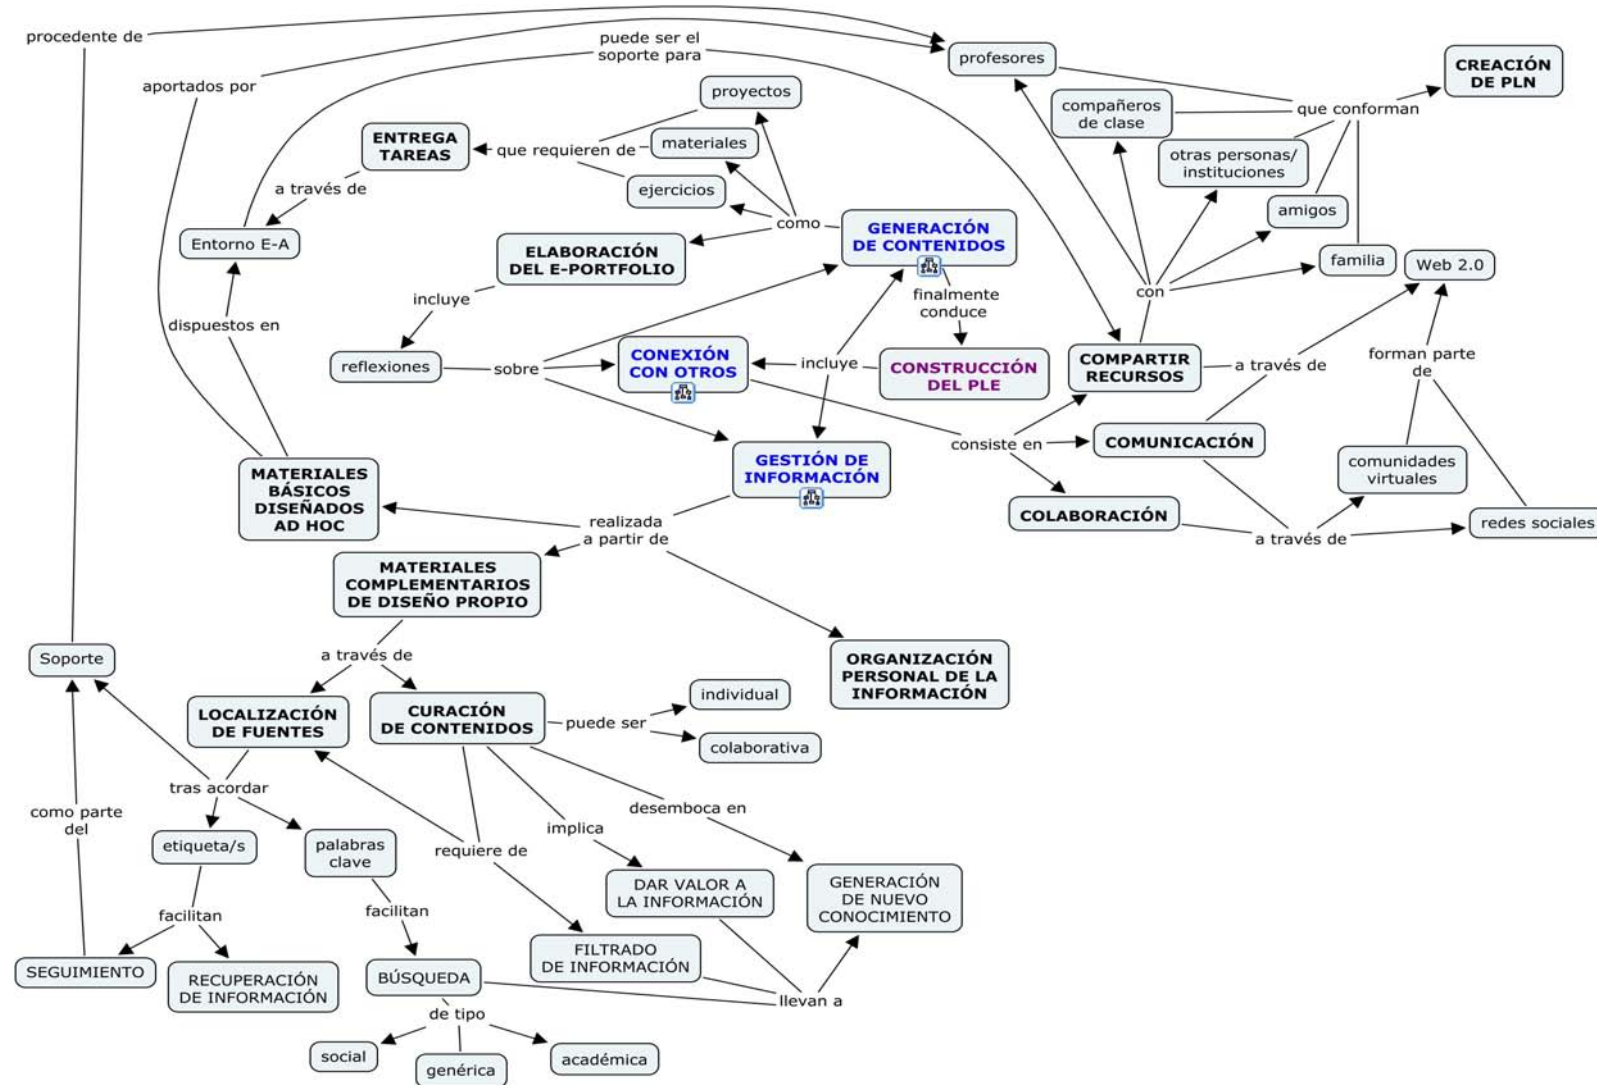 procedente de
puede ser el
soporte para
profesores
CREACIÓN
DE PLN
aportados por
proyectos
compañeros
de clase
que conforman
ENTREGA
TAREAS
que requieren de
materiales
otras personas/
instituciones
a través de
ejercicios
amigos
Entorno E-A
como
GENERACIÓN
DE CONTENIDOS
ELABORACIÓN
DEL E-PORTFOLIO
familia
Web 2.0
incluye
finalmente
conduce
con
dispuestos en
reflexiones
sobre
CONEXIÓN
CON OTROS
incluye
CONSTRUCCIÓN
DEL PLE
COMPARTIR
RECURSOS
a través de
forman parte
de
consiste en
COMUNICACIÓN
GESTIÓN DE
INFORMACIÓN
comunidades
virtuales
MATERIALES
BÁSICOS
DISEÑADOS
AD HOC
realizada
a partir de
COLABORACIÓN
a través de
redes sociales
MATERIALES
COMPLEMENTARIOS
DE DISEÑO PROPIO
Soporte
a través de
ORGANIZACIÓN
PERSONAL DE LA
INFORMACIÓN
LOCALIZACIÓN
DE FUENTES
CURACIÓN
DE CONTENIDOS
puede ser
individual
colaborativa
tras acordar
como parte
del
desemboca en
implica
etiqueta/s
palabras
clave
requiere de
DAR VALOR A
LA INFORMACIÓN
GENERACIÓN
DE NUEVO
CONOCIMIENTO
facilitan
facilitan
SEGUIMIENTO
RECUPERACIÓN
DE INFORMACIÓN
BÚSQUEDA
FILTRADO
DE INFORMACIÓN
llevan a
de tipo
social
genérica
académica